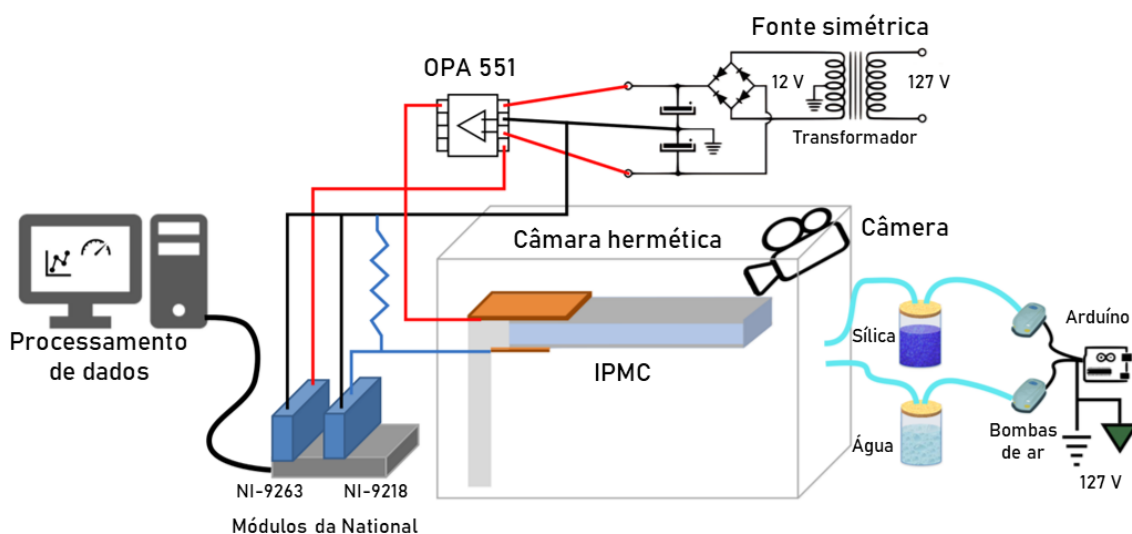 Fonte simétrica
OPA 551
12 V
127 V
Transformador
Câmara hermética
Câmera
Processamento
de dados
IPMC
Sílica
Arduíno
Água
Bombas
de ar
127 V
NI-9263
NI-9218
Módulos da National